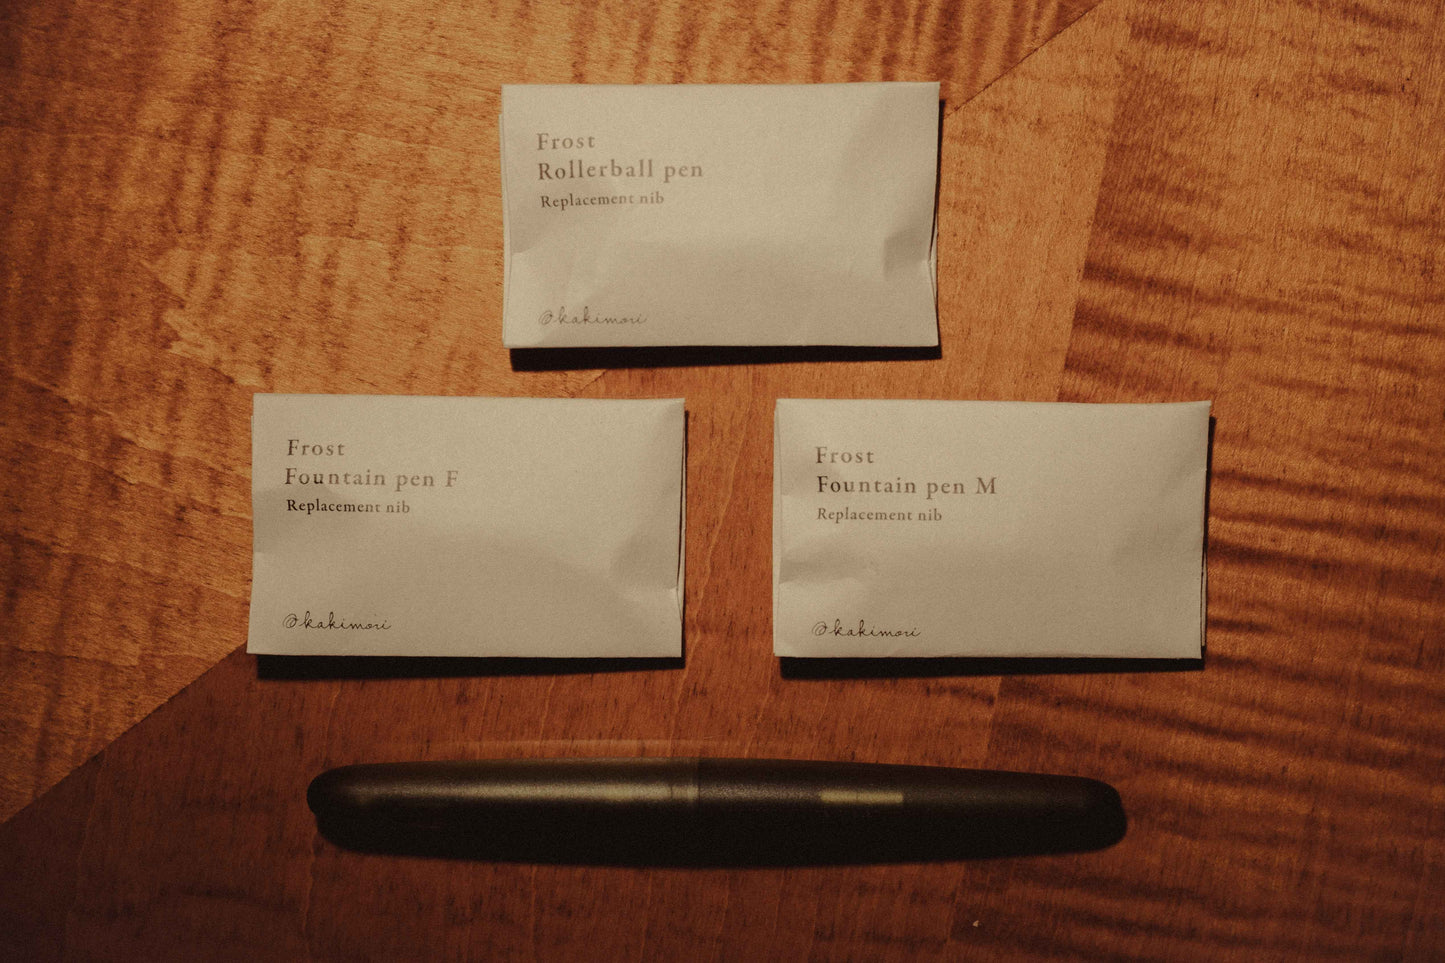 Frost
Rollerball pen
Replacement nib
kakimori
Frost
Fountain pen F
Replacement nib
kakimori
Frost
Fountain pen M
Replacement nib
kakimori